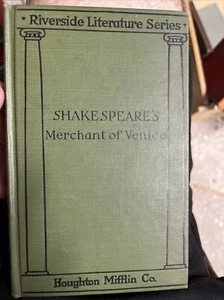 Riverside Literature Series
SHAKESPEARE'S
Merchant of Venice
Houghton Mifflin Co.